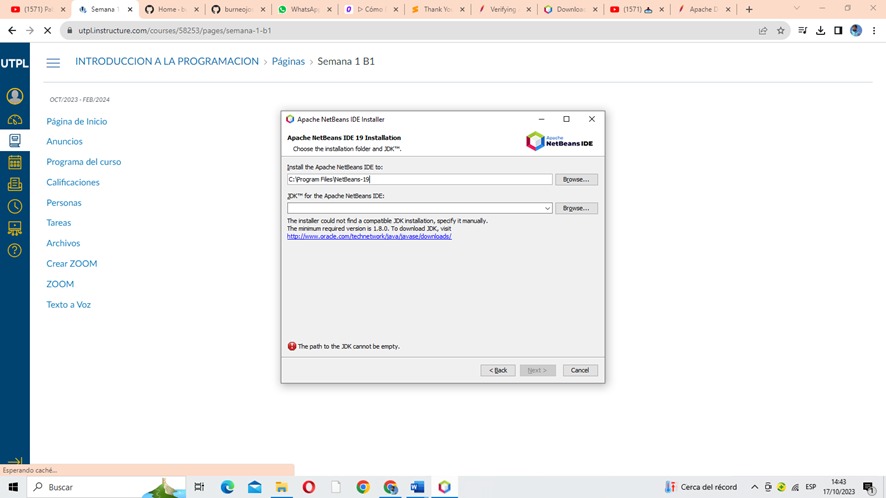 (1571) Pal
Semana 1
Home - b
burneoja
WhatsAp
▷ Cómo
Thank Yo
Verifying
Downloa
(1571)
Apache D
utpl.instructure.com/courses/58253/pages/semana-1-b1
UTPL
INTRODUCCION A LA PROGRAMACION > Páginas > Semana 1 B1
OCT/2023 - FEB/2024
Página de Inicio
Anuncios
Programa del curso
Calificaciones
Personas
Tareas
Archivos
Crear ZOOM
ZOOM
Texto a Voz
Apache NetBeans IDE Installer
Apache NetBeans IDE 19 Installation
Choose the installation folder and JDK™.
Apache
NetBeans IDE
Install the Apache NetBeans IDE to:
C:\Program Files\NetBeans-19
Browse...
JDK™ for the Apache NetBeans IDE:
Browse...
The installer could not find a compatible JDK installation, specify it manually.
The minimum required version is 1.8.0. To download JDK, visit
http://www.oracle.com/technetwork/java/javase/downloads/
The path to the JDK cannot be empty.
< Back
Next >
Cancel
Esperando caché...
Buscar
Cerca del récord
ESP
14:43
17/10/2023